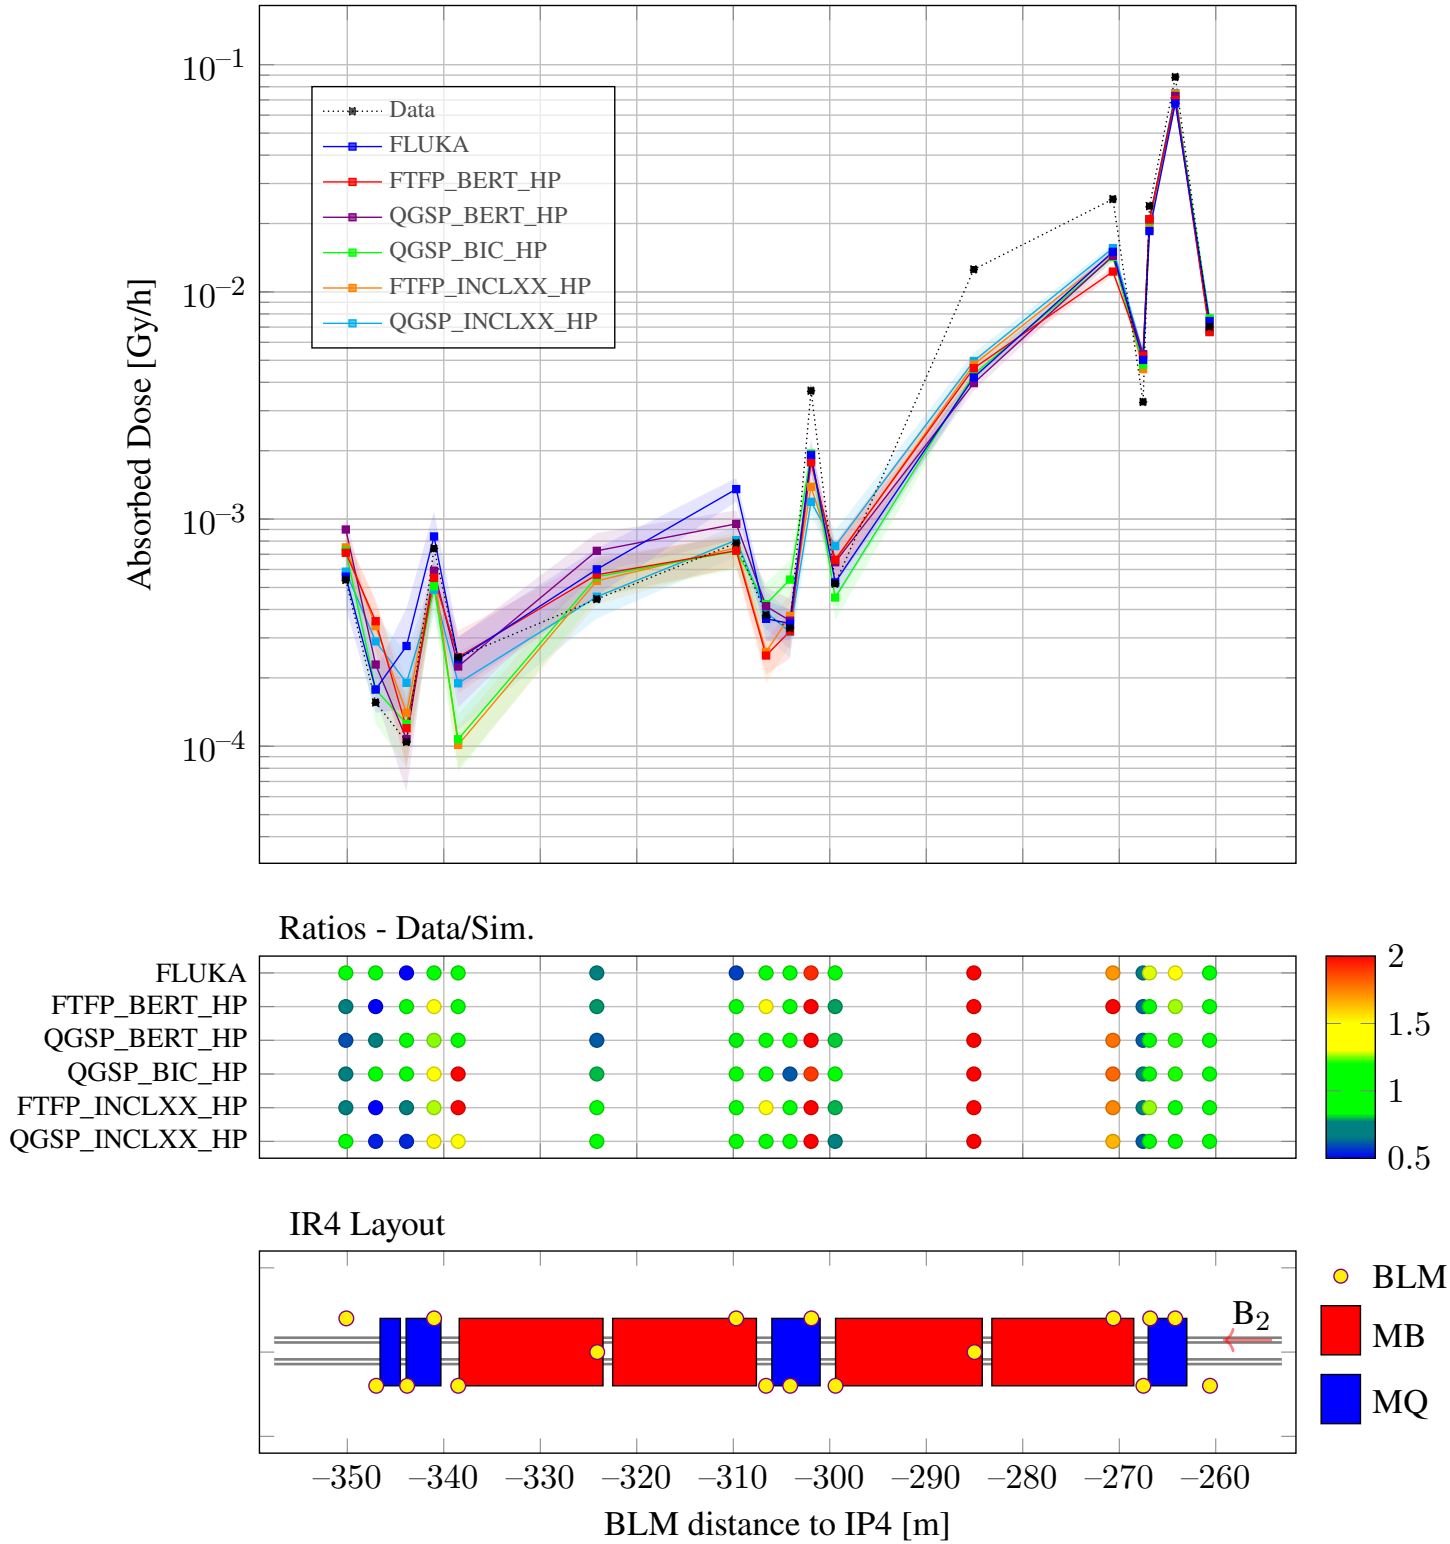 10⁻¹
10⁻²
10⁻³
10⁻⁴
Absorbed Dose [Gy/h]
Data
FLUKA
FTFP_BERT_HP
QGSP_BERT_HP
QGSP_BIC_HP
FTFP_INCLXX_HP
QGSP_INCLXX_HP
Ratios - Data/Sim.
FLUKA
FTFP_BERT_HP
QGSP_BERT_HP
QGSP_BIC_HP
FTFP_INCLXX_HP
QGSP_INCLXX_HP
2
1.5
1
0.5
IR4 Layout
B₂
BLM
MB
MQ
–350 –340 –330 –320 –310 –300 –290 –280 –270 –260
BLM distance to IP4 [m]